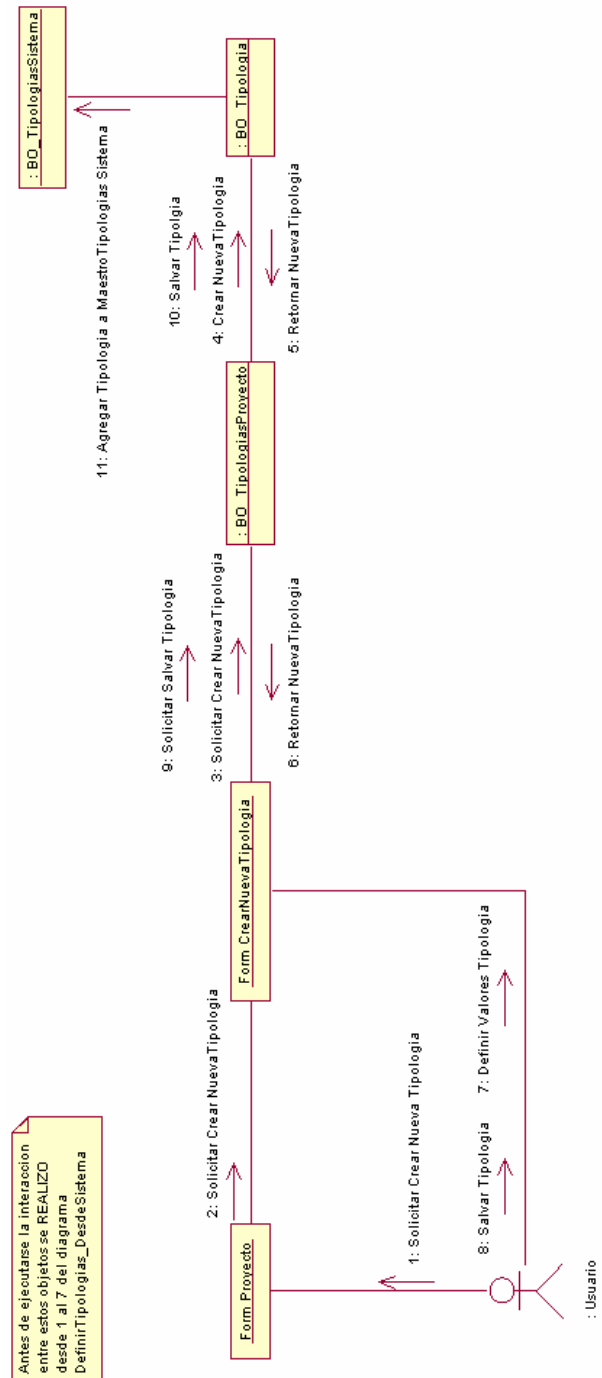 Antes de ejecutarse la interaccion
entre estos objetos se REALIZO
desde 1 al 7 del diagrama
DefinirTipologias_DesdeSistema
Form Proyecto
2: Solicitar Crear NuevaTipologia
Form CrearNuevaTipologia
9: Solicitar Salvar Tipologia
3: Solicitar Crear NuevaTipologia
6: Retornar NuevaTipologia
: BO_TipologiasProyecto
10: Salvar Tipolgia
4: Crear NuevaTipologia
5: Retornar NuevaTipologia
: BO_Tipologia
11: Agregar Tipologia a MaestroTipologias Sistema
: BO_TipologiasSistema
1: Solicitar Crear Nueva Tipologia
8: Salvar Tipologia
7: Definir Valores Tipologia
: Usuario